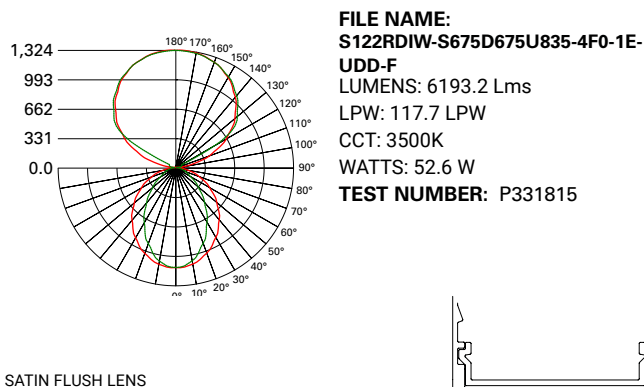 1,324
993
662
331
0.0
180° 170° 160° 150° 140° 130° 120° 110° 100° 90° 80° 70° 60° 50° 40° 30° 20° 10° 0°
FILE NAME:
S122RDIW-S675D675U835-4F0-1E-
UDD-F
LUMENS: 6193.2 Lms
LPW: 117.7 LPW
CCT: 3500K
WATTS: 52.6 W
TEST NUMBER: P331815
SATIN FLUSH LENS